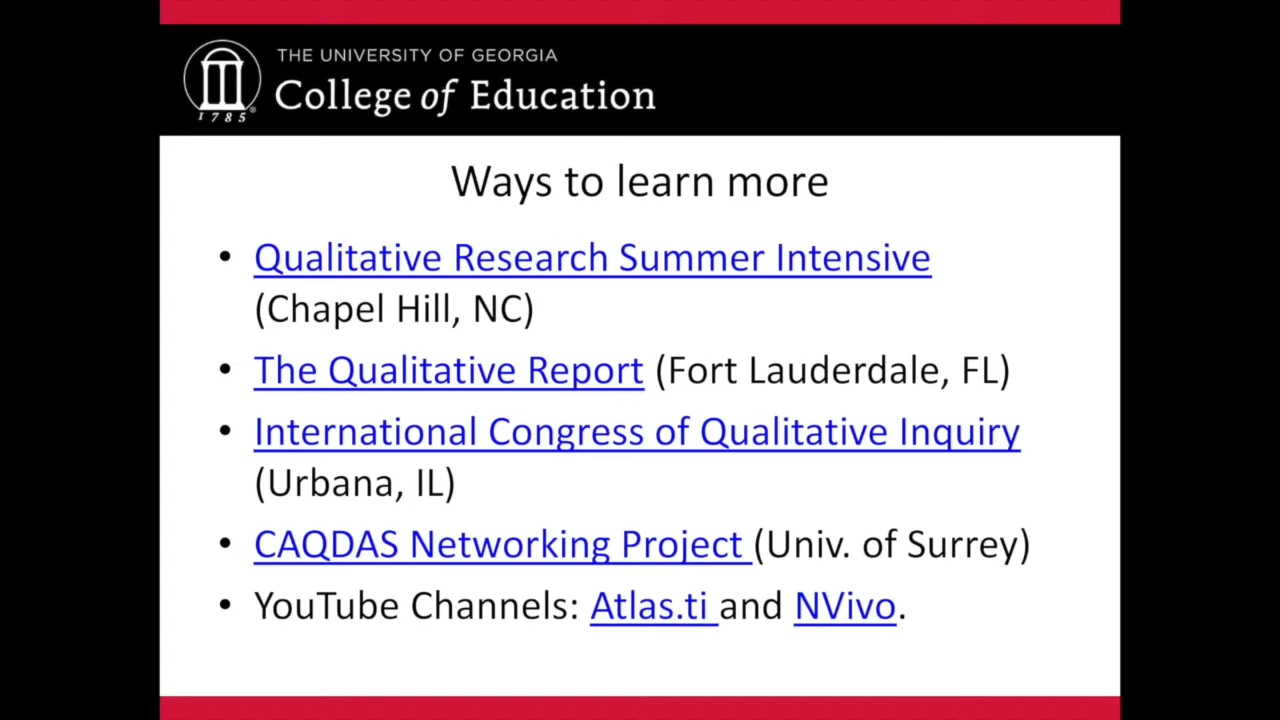 THE UNIVERSITY OF GEORGIA
College of Education
1785
Ways to learn more
• Qualitative Research Summer Intensive
(Chapel Hill, NC)
• The Qualitative Report (Fort Lauderdale, FL)
• International Congress of Qualitative Inquiry
(Urbana, IL)
• CAQDAS Networking Project (Univ. of Surrey)
• YouTube Channels: Atlas.ti and NVivo.